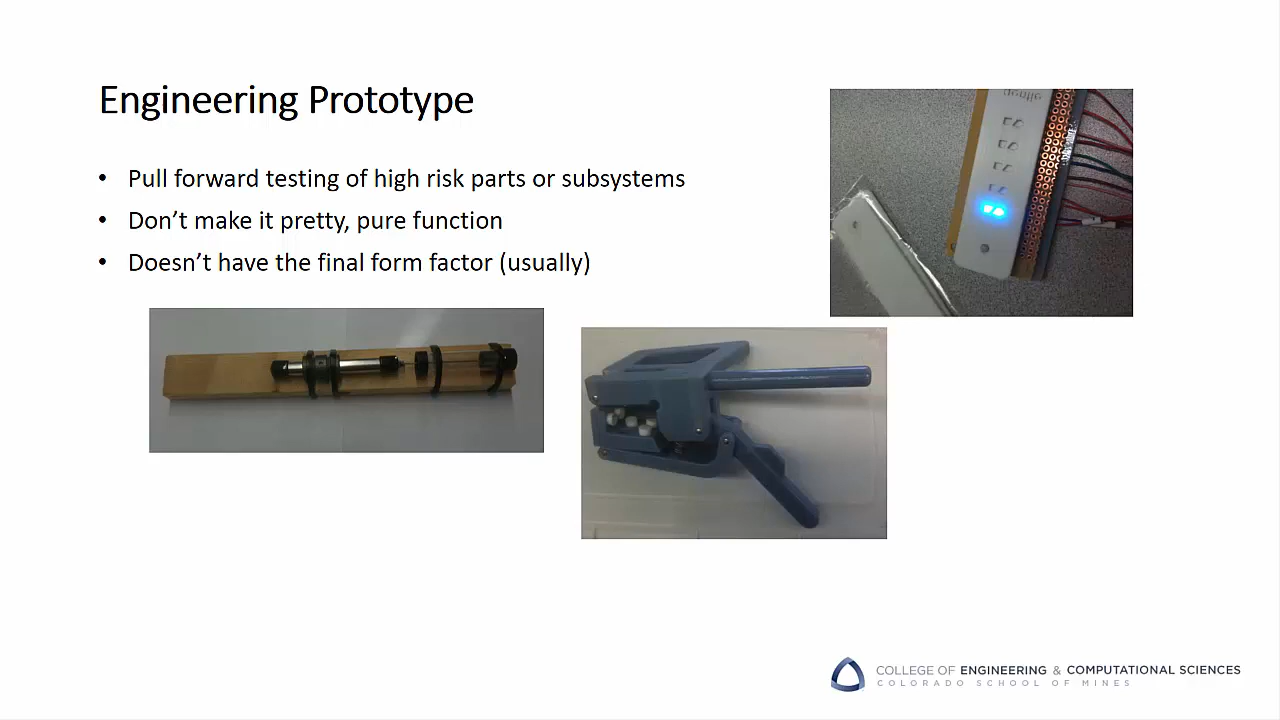 Engineering Prototype
• Pull forward testing of high risk parts or subsystems
• Don’t make it pretty, pure function
• Doesn’t have the final form factor (usually)
COLLEGE OF ENGINEERING & COMPUTATIONAL SCIENCES
COLORADO SCHOOL OF MINES